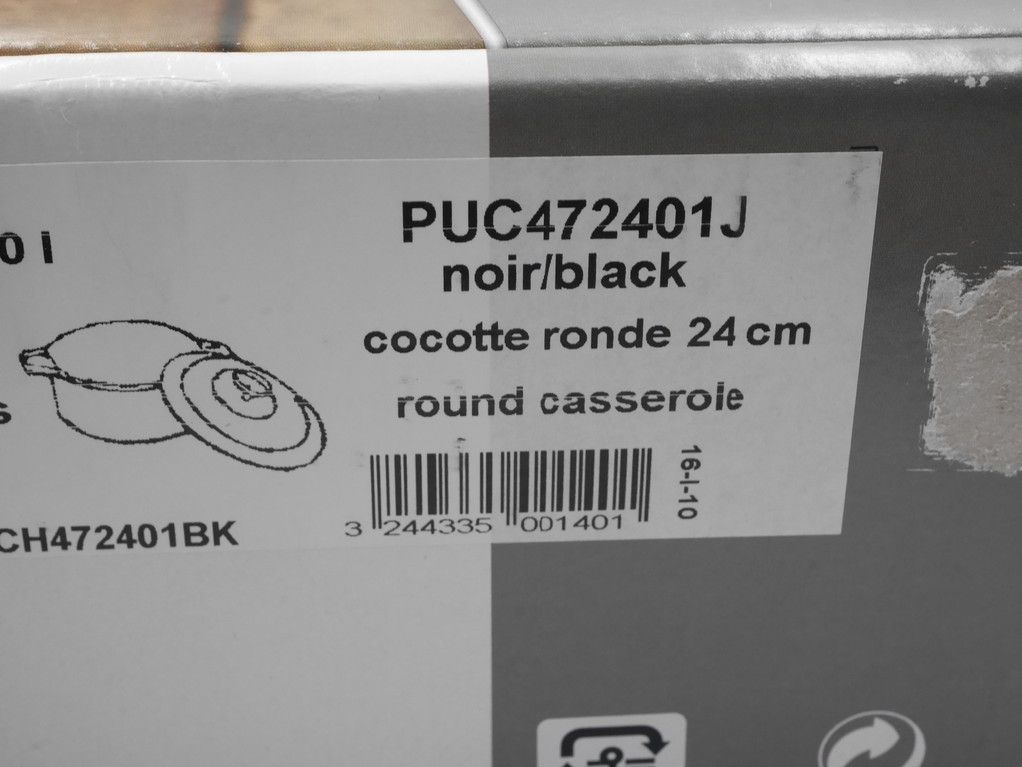 0 l
PUC472401J
noir/black
cocotte ronde 24 cm
round casserole
s
16-I-10
3 244335 001401
CH472401BK